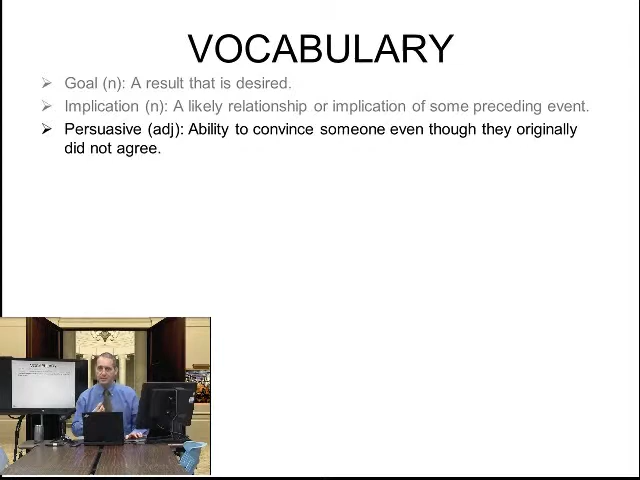 VOCABULARY
➢ Goal (n): A result that is desired.
➢ Implication (n): A likely relationship or implication of some preceding event.
➢ Persuasive (adj): Ability to convince someone even though they originally
did not agree.
VOCABULARY